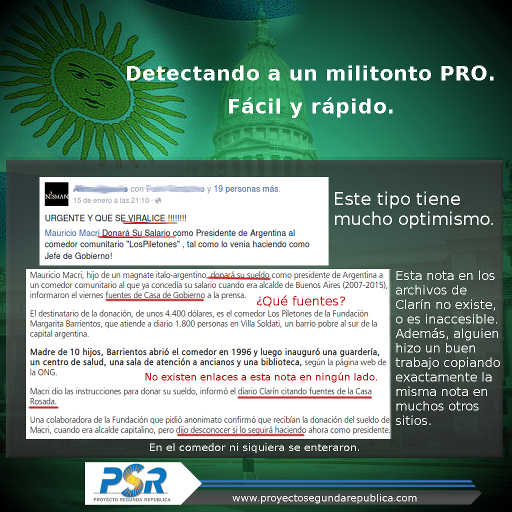 Detectando a un militonto PRO.
Fácil y rápido.
NISMAN
con
y 19 personas más.
15 de enero a las 21:10 ·
URGENTE Y QUE SE VIRALICE !!!!!!!!
Mauricio Macri Donará Su Salario como Presidente de Argentina al
comedor comunitario "LosPiletones" , tal como lo venia haciendo como
Jefe de Gobierno!
Este tipo tiene
mucho optimismo.
Mauricio Macri, hijo de un magnate italo-argentino, donará su sueldo como presidente de Argentina a
un comedor comunitario al que ya concedía su salario cuando era alcalde de Buenos Aires (2007-2015),
informaron el viernes fuentes de Casa de Gobierno a la prensa.
¿Qué fuentes?
El destinatario de la donación, de unos 4.400 dólares, es el comedor Los Piletones de la Fundación
Margarita Barrientos, que atiende a diario 1.800 personas en Villa Soldati, un barrio pobre al sur de la
capital argentina.
Madre de 10 hijos, Barrientos abrió el comedor en 1996 y luego inauguró una guardería,
un centro de salud, una sala de atención a ancianos y una biblioteca, según la página web de
la ONG.
No existen enlaces a esta nota en ningún lado.
Macri dio las instrucciones para donar su sueldo, informó el diario Clarín citando fuentes de la Casa
Rosada.
Una colaboradora de la Fundación que pidió anonimato confirmó que recibían la donación del sueldo de
Macri, cuando era alcalde capitalino, pero dijo desconocer si lo seguirá haciendo ahora como presidente.
Esta nota en los
archivos de
Clarín no existe,
o es inaccesible.
Además, alguien
hizo un buen
trabajo copiando
exactamente la
misma nota en
muchos otros
sitios.
En el comedor ni siquiera se enteraron.
PSR
PROYECTO SEGUNDA REPUBLICA
www.proyectosegundarepublica.com